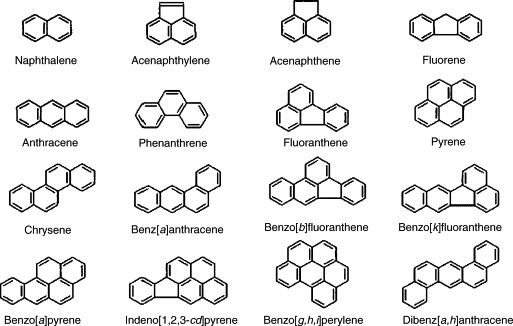 Naphthalene Acenaphthylene Acenaphthene Fluorene
Anthracene Phenanthrene Fluoranthene Pyrene
Chrysene Benz[a]anthracene Benzo[b]fluoranthene Benzo[k]fluoranthene
Benzo[a]pyrene Indeno[1,2,3-cd]pyrene Benzo[g,h,i]perylene Dibenz[a,h]anthracene